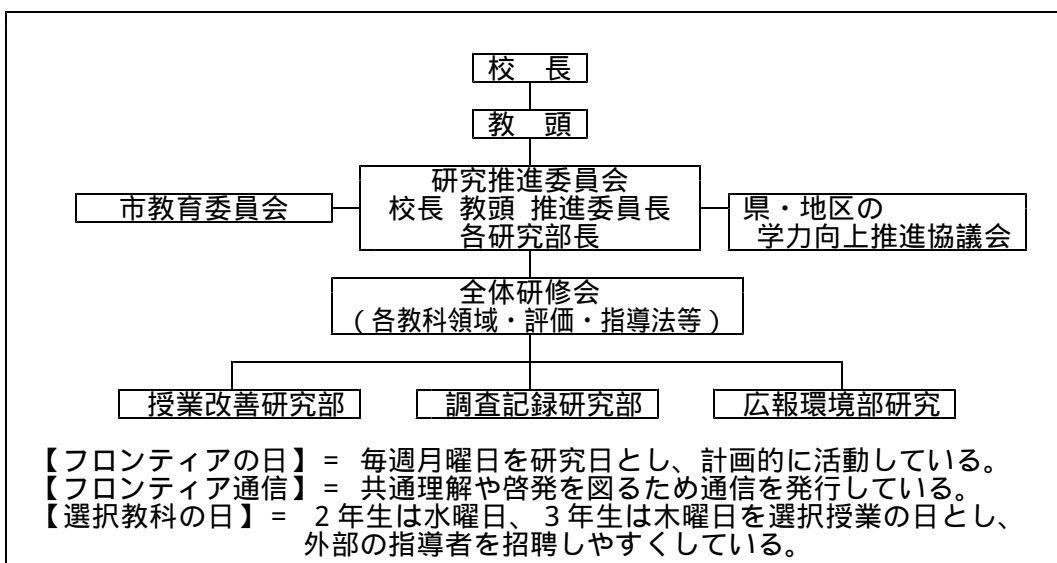 校　長
教　頭
研究推進委員会
校長 教頭 推進委員長
各研究部長
市教育委員会
県・地区の
学力向上推進協議会
全体研修会
（各教科領域・評価・指導法等）
授業改善研究部
調査記録研究部
広報環境部研究
【フロンティアの日】＝ 毎週月曜日を研究日とし、計画的に活動している。
【フロンティア通信】＝ 共通理解や啓発を図るため通信を発行している。
【選択教科の日】＝ ２年生は水曜日、３年生は木曜日を選択授業の日とし、
外部の指導者を招聘しやすくしている。